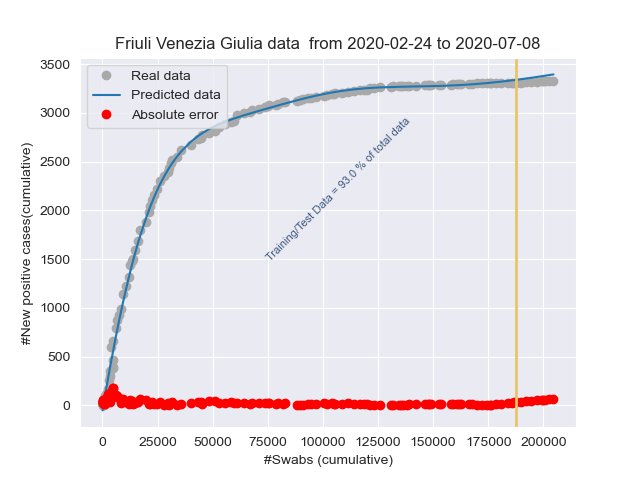 Friuli Venezia Giulia data  from 2020-02-24 to 2020-07-08
Real data
Predicted data
Absolute error
#New positive cases(cumulative)
3500
3000
2500
2000
1500
1000
500
0
Training/Test Data = 93.0 % of total data
0
25000
50000
75000
100000
125000
150000
175000
200000
#Swabs (cumulative)